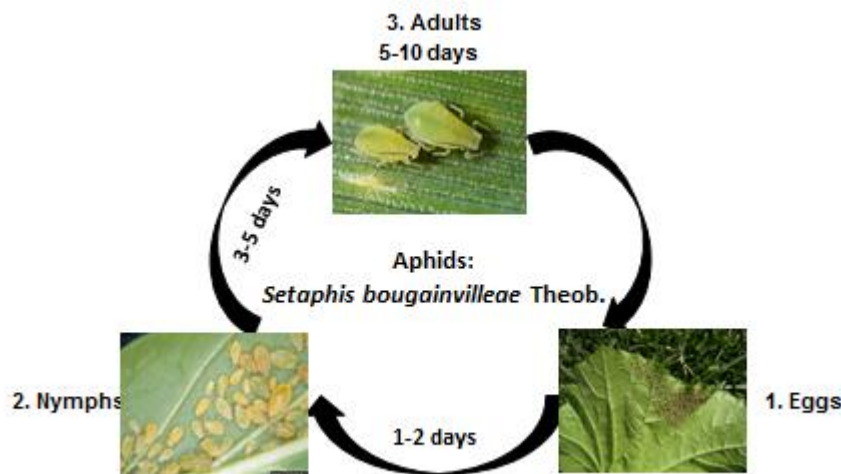 3. Adults
5-10 days
3-5 days
Aphids:
Setaphis bougainvilleae Theob.
2. Nymphs
1. Eggs
1-2 days